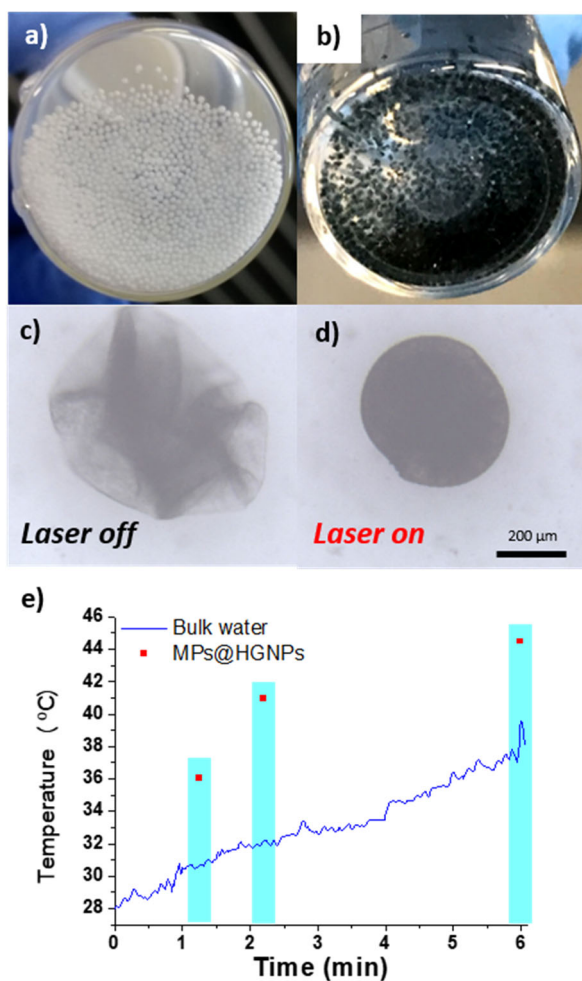 a)
b)
c)
d)
Laser off
Laser on
200 µm
e)
46
44
42
40
38
36
34
32
30
28
Temperature ( ºC)
Bulk water
MPs@HGNPs
0 1 2 3 4 5 6
Time (min)